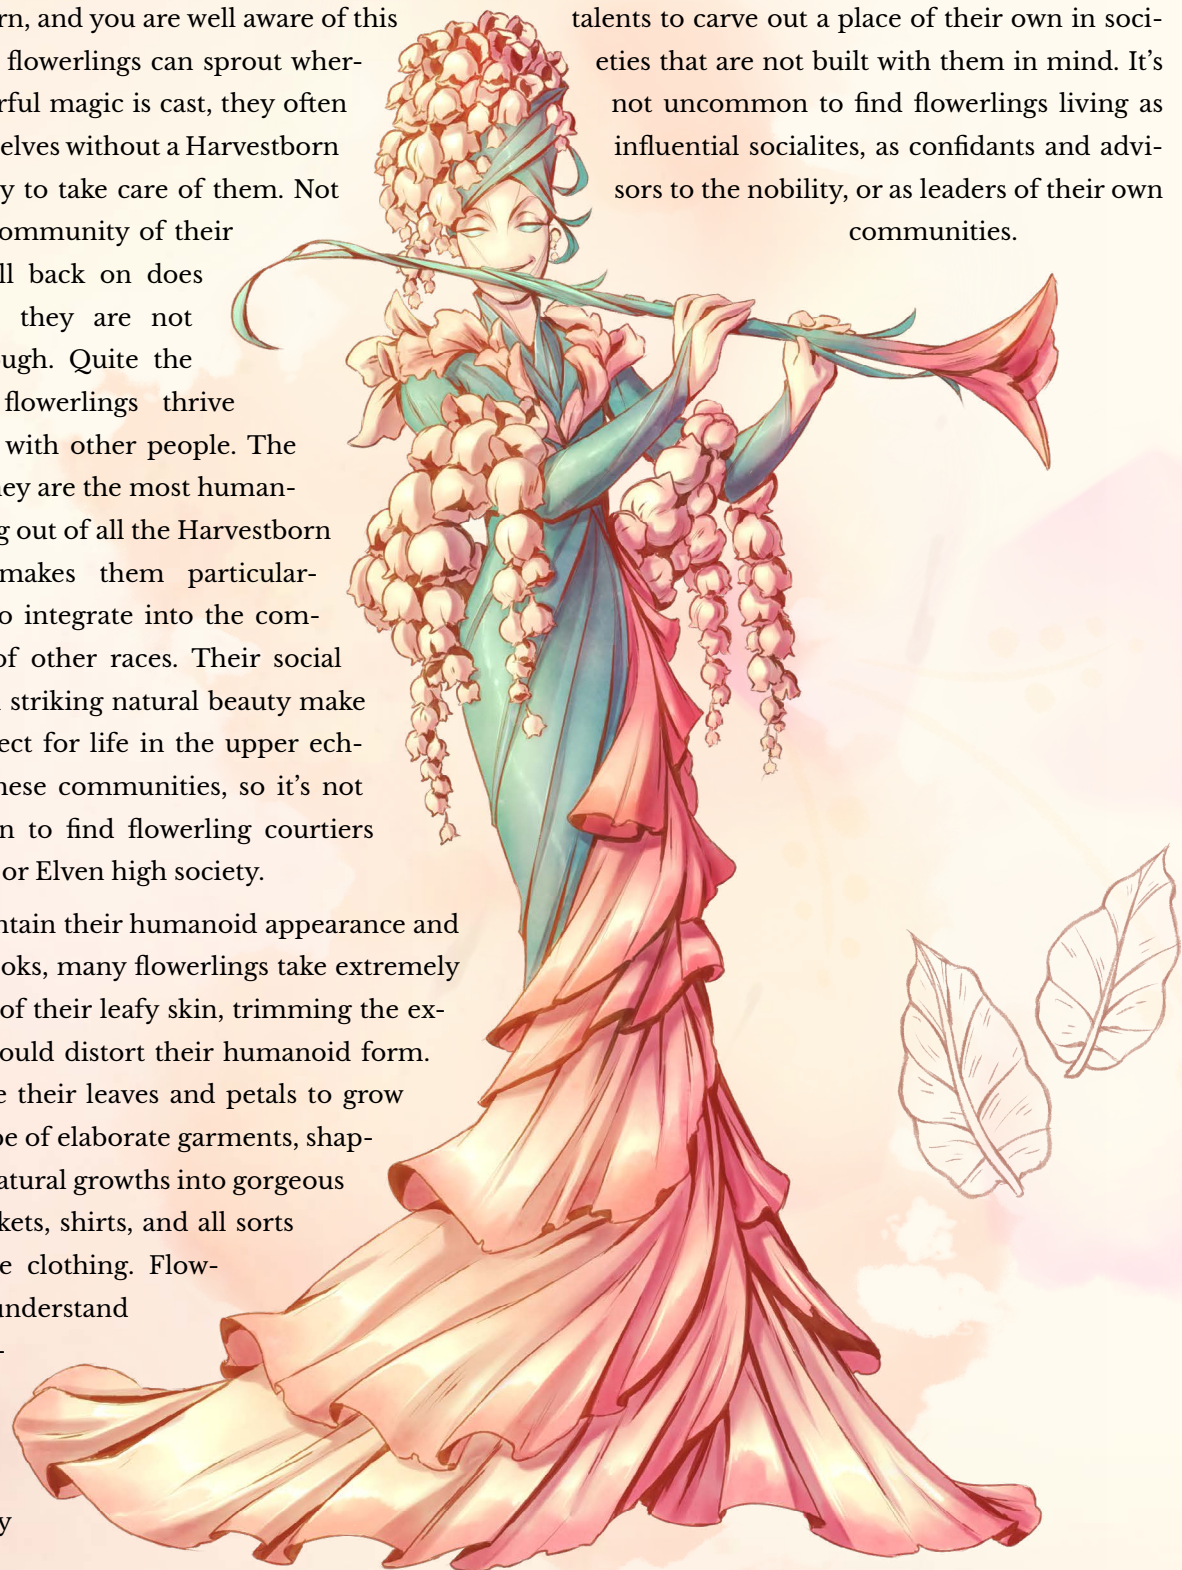 rn, and you are well aware of this
flowerlings can sprout wher-
rful magic is cast, they often
elves without a Harvestborn
y to take care of them. Not
ommunity of their
ll back on does
they are not
ugh. Quite the
flowerlings thrive
with other people. The
ey are the most human-
g out of all the Harvestborn
makes them particular-
o integrate into the com-
of other races. Their social
striking natural beauty make
ect for life in the upper ech-
hese communities, so it's not
n to find flowerling courtiers
or Elven high society.
ntain their humanoid appearance and
oks, many flowerlings take extremely
of their leafy skin, trimming the ex-
ould distort their humanoid form.
e their leaves and petals to grow
pe of elaborate garments, shap-
atural growths into gorgeous
kets, shirts, and all sorts
e clothing. Flow-
understand
-
y
talents to carve out a place of their own in soci-
eties that are not built with them in mind. It's
not uncommon to find flowerlings living as
influential socialites, as confidants and advi-
sors to the nobility, or as leaders of their own
communities.